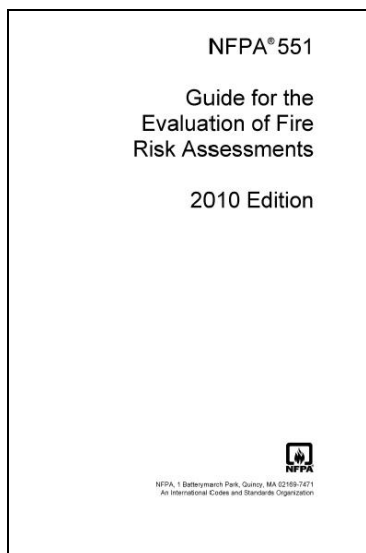 NFPA® 551
Guide for the
Evaluation of Fire
Risk Assessments
2010 Edition
NFPA
NFPA, 1 Batterymarch Park, Quincy, MA 02169-7471
An International Codes and Standards Organization